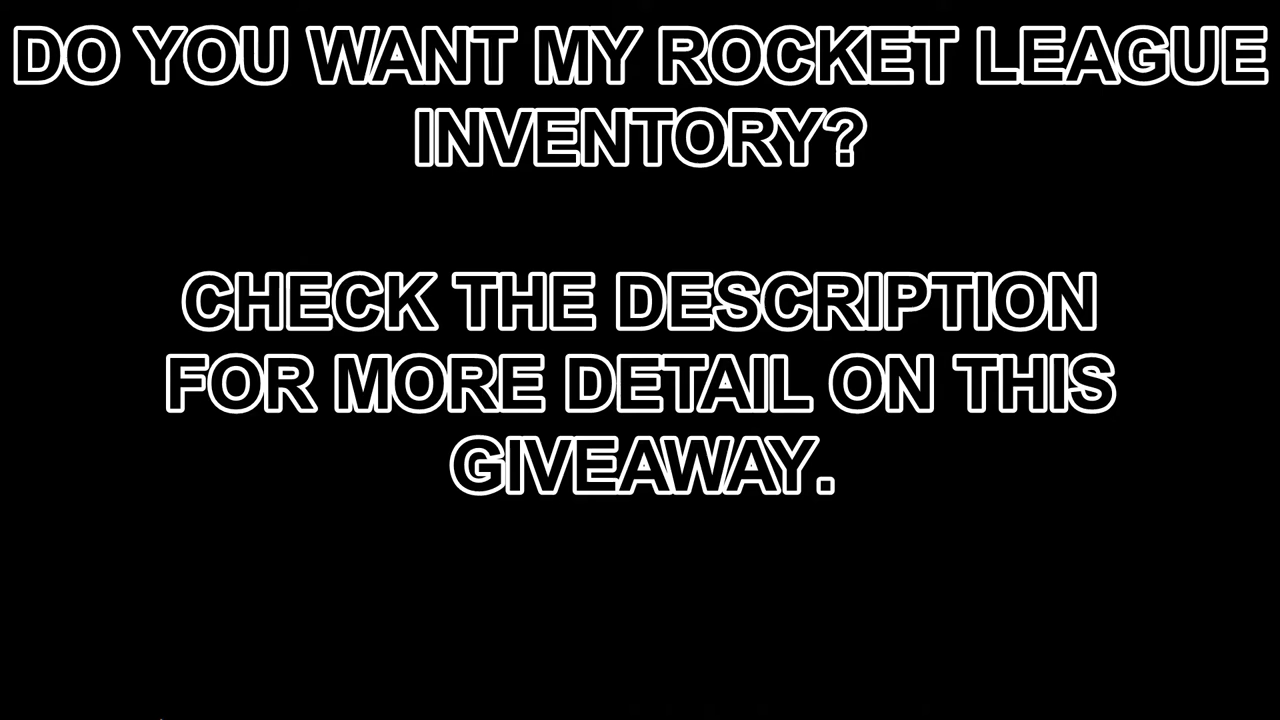 DO YOU WANT MY ROCKET LEAGUE
INVENTORY?
CHECK THE DESCRIPTION
FOR MORE DETAIL ON THIS
GIVEAWAY.